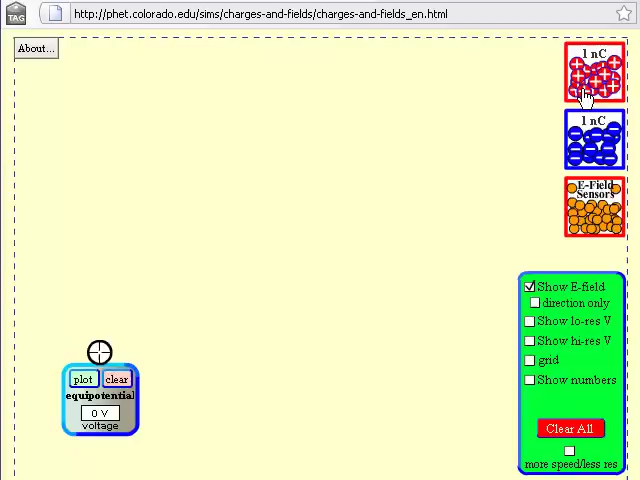 TAG
http://phet.colorado.edu/sims/charges-and-fields/charges-and-fields_en.html
About...
1 nC
1 nC
E-Field
Sensors
Show E-field
direction only
Show lo-res V
Show hi-res V
grid
Show numbers
Clear All
more speed/less res
plot clear
equipotential
0 V
voltage